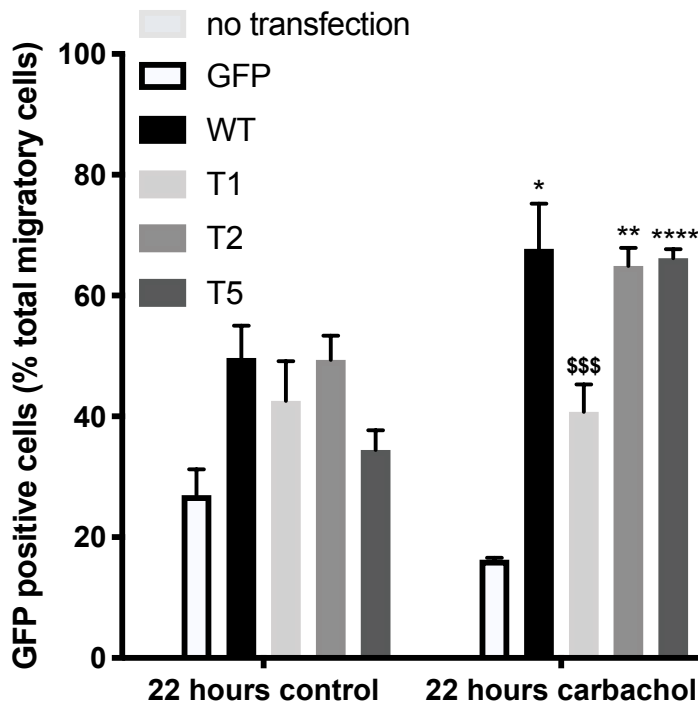 no transfection
GFP
WT
T1
T2
T5
GFP positive cells (% total migratory cells)
100
80
60
40
20
0
*
$$$
**
****
22 hours control
22 hours carbachol